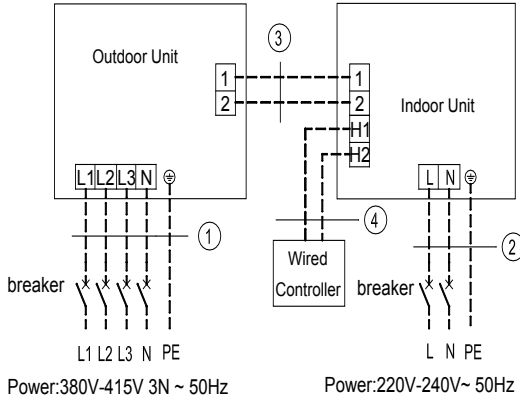 Outdoor Unit
1
2
L1 L2 L3 N
3
1
2
H1
H2
Indoor Unit
L N
1
4
2
Wired
Controller
breaker
breaker
L1 L2 L3 N PE
L N PE
Power:380V-415V 3N ~ 50Hz
Power:220V-240V~ 50Hz